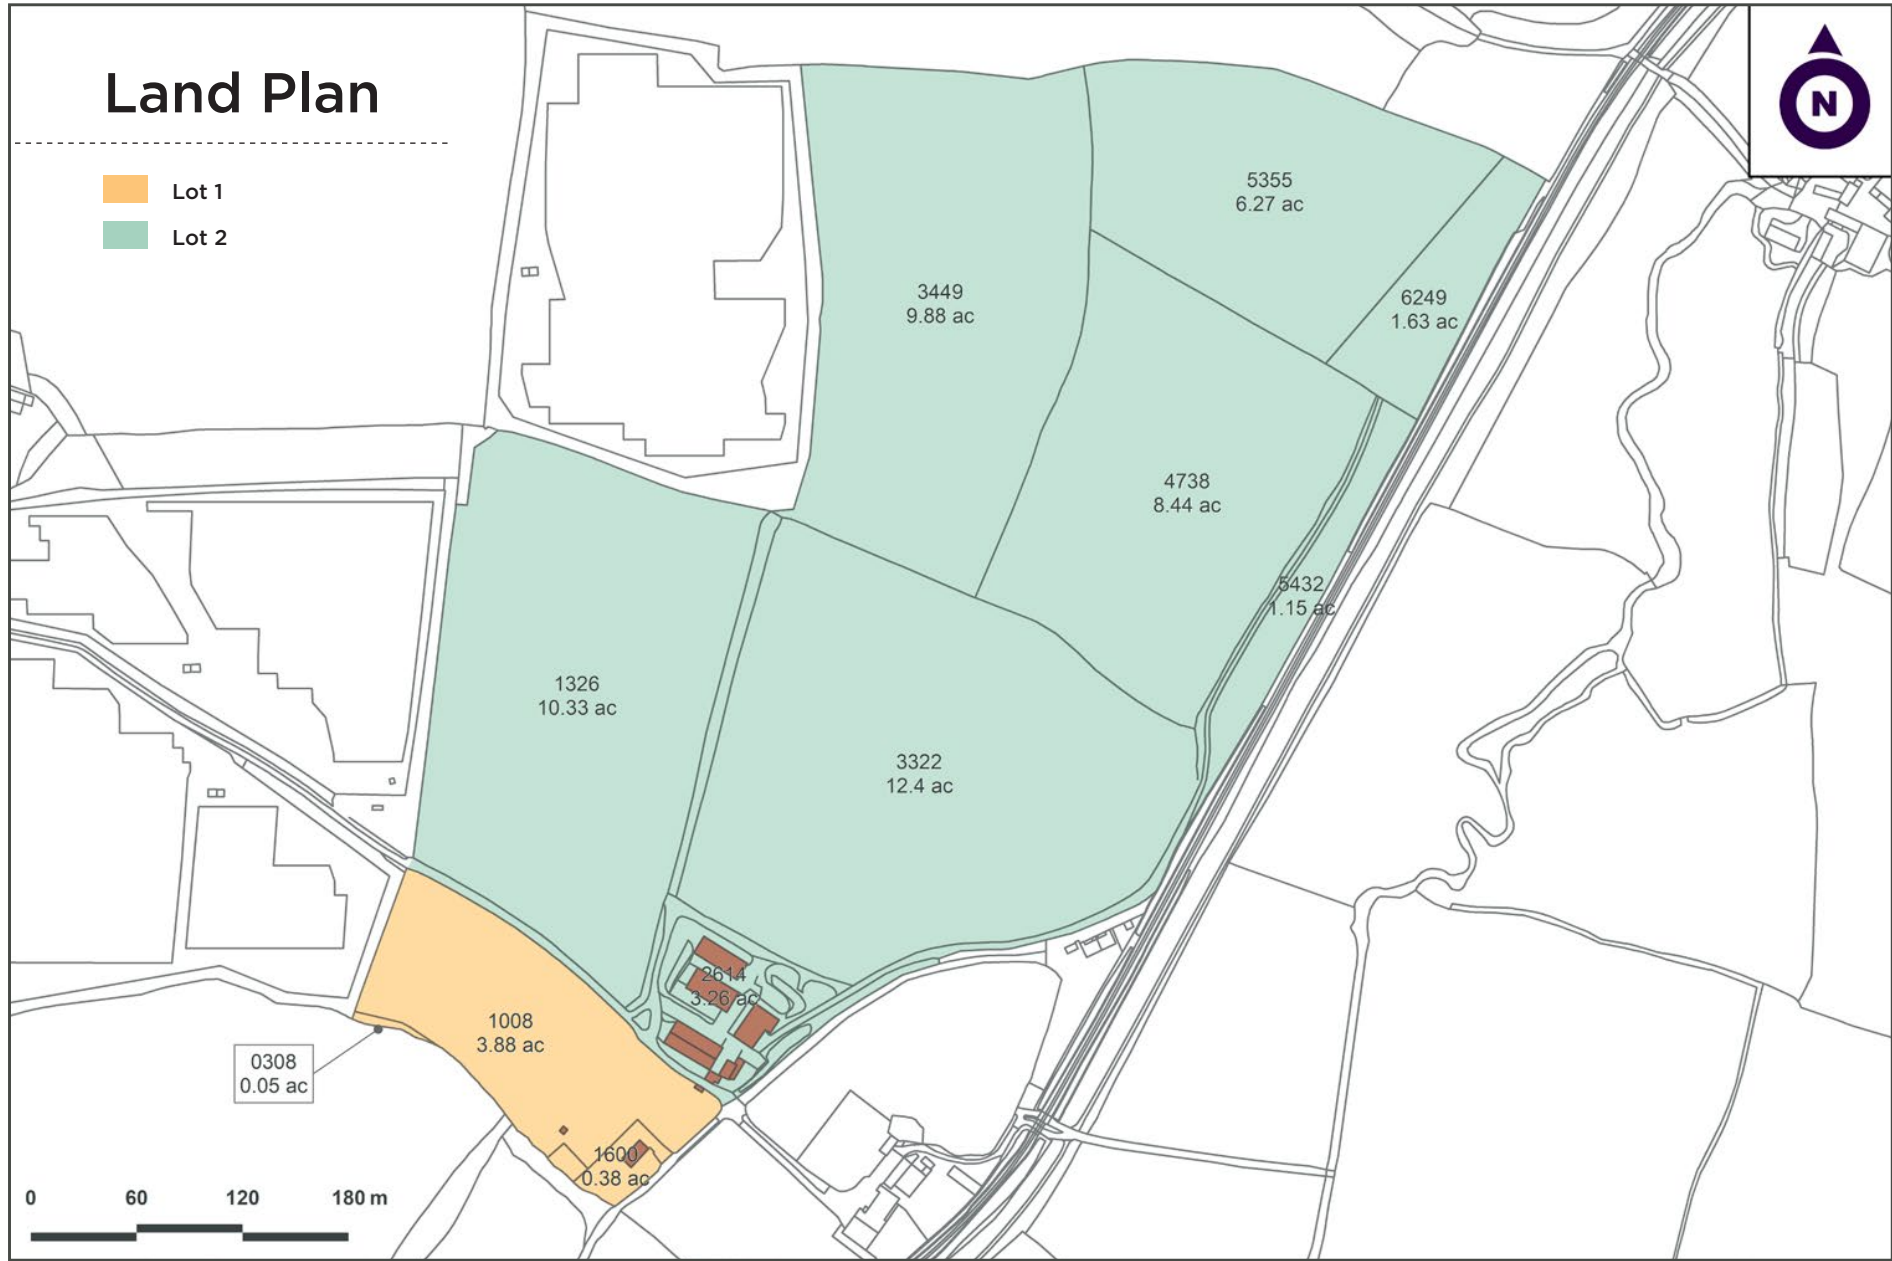 Land Plan
Lot 1
Lot 2
N
5355
6.27 ac
6249
1.63 ac
3449
9.88 ac
4738
8.44 ac
5432
1.15 ac
1326
10.33 ac
3322
12.4 ac
2614
3.26 ac
1008
3.88 ac
0308
0.05 ac
1600
0.38 ac
0 60 120 180 m